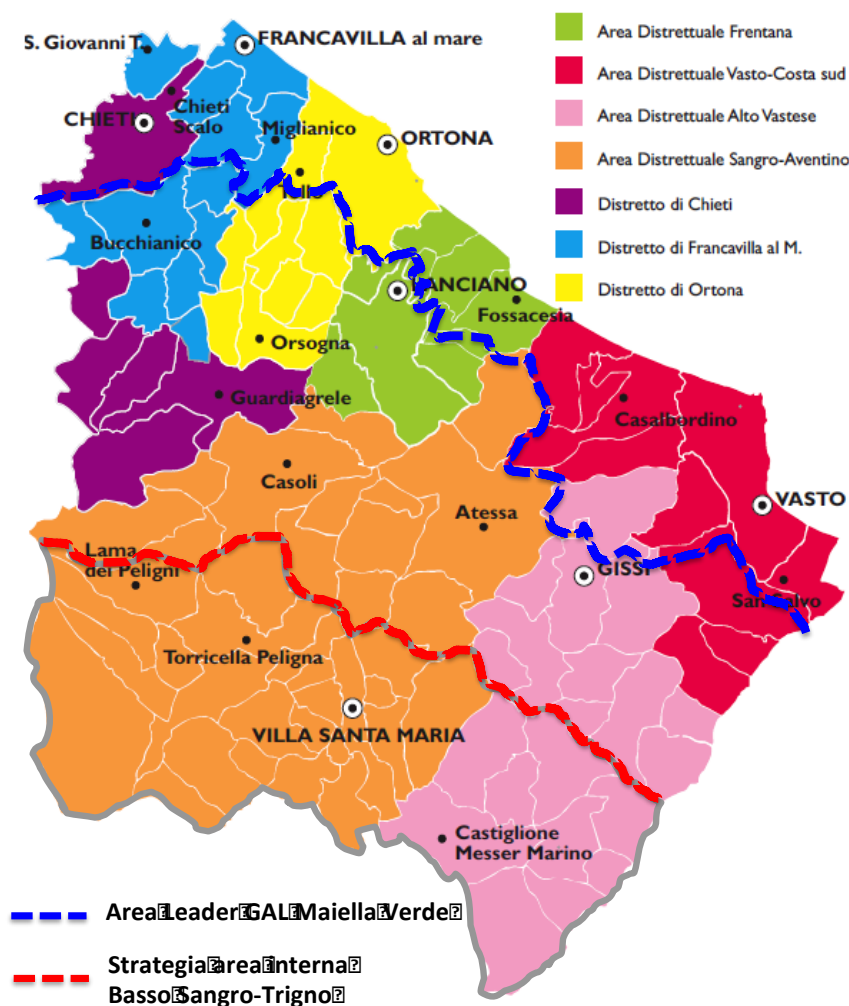 S. Giovanni T.
FRANCAVILLA al mare
Chieti
Scalo
CHIETI
Miglianico
ORTONA
Tollo
Bucchianico
LANCIANO
Fossacesia
Orsogna
Guardiagrele
Casalbordino
Casoli
VASTO
Atessa
Lama
dei Peligni
GISSI
San Salvo
Torricella Peligna
VILLA SANTA MARIA
Castiglione
Messer Marino
Area Distrettuale Frentana
Area Distrettuale Vasto-Costa sud
Area Distrettuale Alto Vastese
Area Distrettuale Sangro-Aventino
Distretto di Chieti
Distretto di Francavilla al M.
Distretto di Ortona
Area Leader GAL Maiella Verde
Strategia area interna
Basso Sangro-Trigno